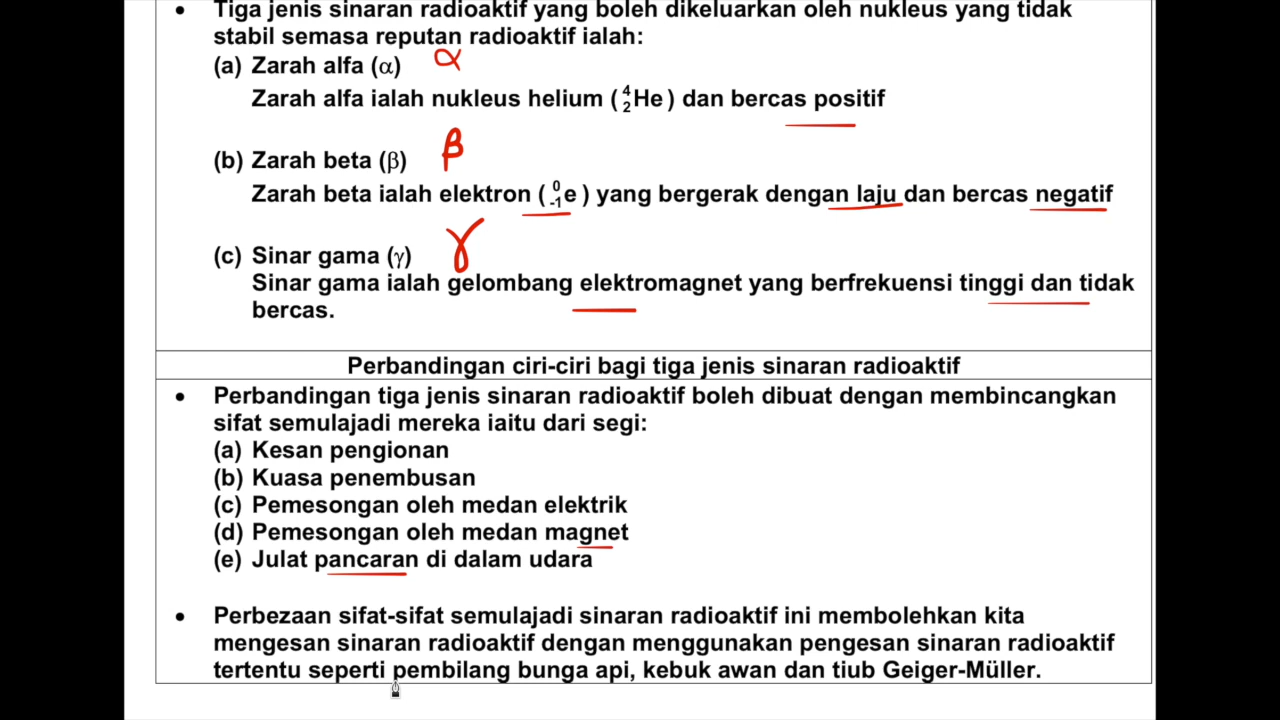 • Tiga jenis sinaran radioaktif yang boleh dikeluarkan oleh nukleus yang tidak
stabil semasa reputan radioaktif ialah:
(a) Zarah alfa (α) α
Zarah alfa ialah nukleus helium (⁴₂He) dan bercas positif
(b) Zarah beta (β) β
Zarah beta ialah elektron (⁰₋₁e) yang bergerak dengan laju dan bercas negatif
(c) Sinar gama (γ) γ
Sinar gama ialah gelombang elektromagnet yang berfrekuensi tinggi dan tidak
bercas.
Perbandingan ciri-ciri bagi tiga jenis sinaran radioaktif
• Perbandingan tiga jenis sinaran radioaktif boleh dibuat dengan membincangkan
sifat semulajadi mereka iaitu dari segi:
(a) Kesan pengionan
(b) Kuasa penembusan
(c) Pemesongan oleh medan elektrik
(d) Pemesongan oleh medan magnet
(e) Julat pancaran di dalam udara
• Perbezaan sifat-sifat semulajadi sinaran radioaktif ini membolehkan kita
mengesan sinaran radioaktif dengan menggunakan pengesan sinaran radioaktif
tertentu seperti pembilang bunga api, kebuk awan dan tiub Geiger-Müller.